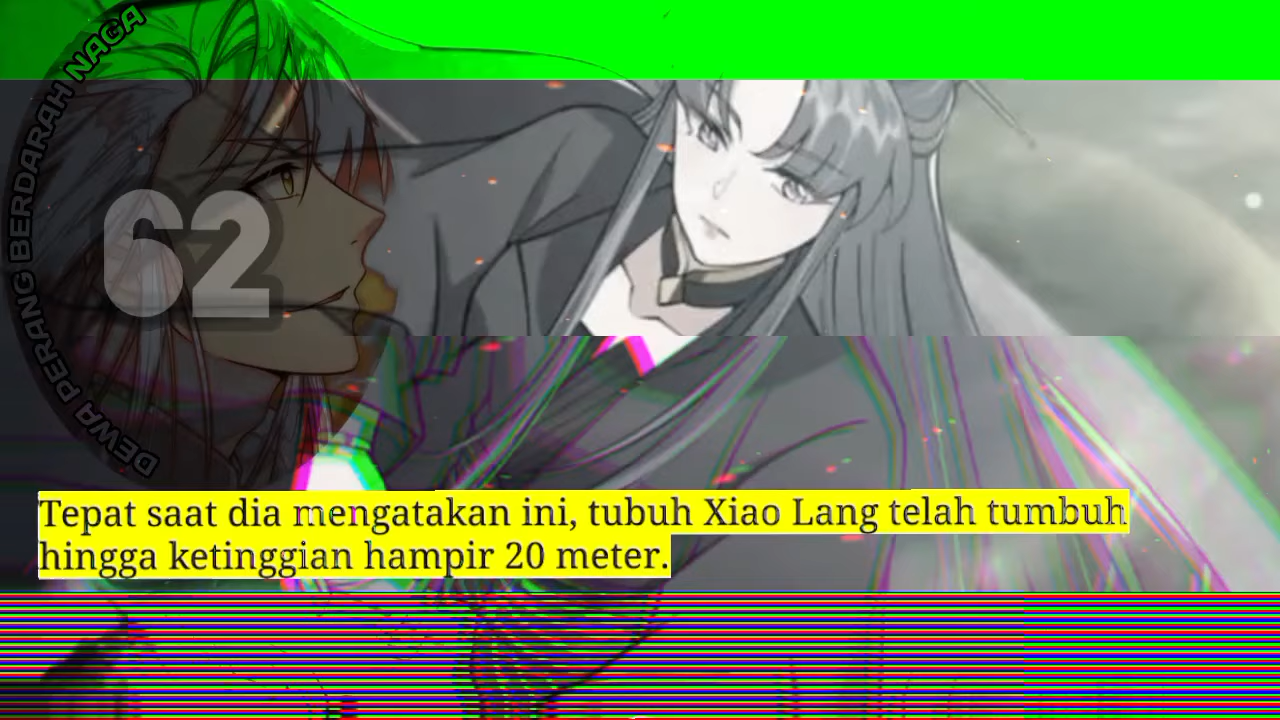 DEWA PERANG BERDARAH NAGA
62
Tepat saat dia mengatakan ini, tubuh Xiao Lang telah tumbuh
hingga ketinggian hampir 20 meter.